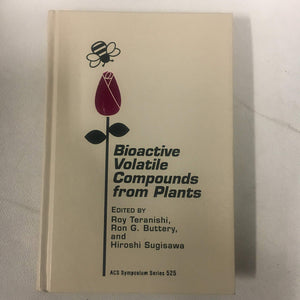 Bioactive
Volatile
Compounds
from Plants
EDITED BY
Roy Teranishi,
Ron G. Buttery,
and
Hiroshi Sugisawa
ACS Symposium Series 525